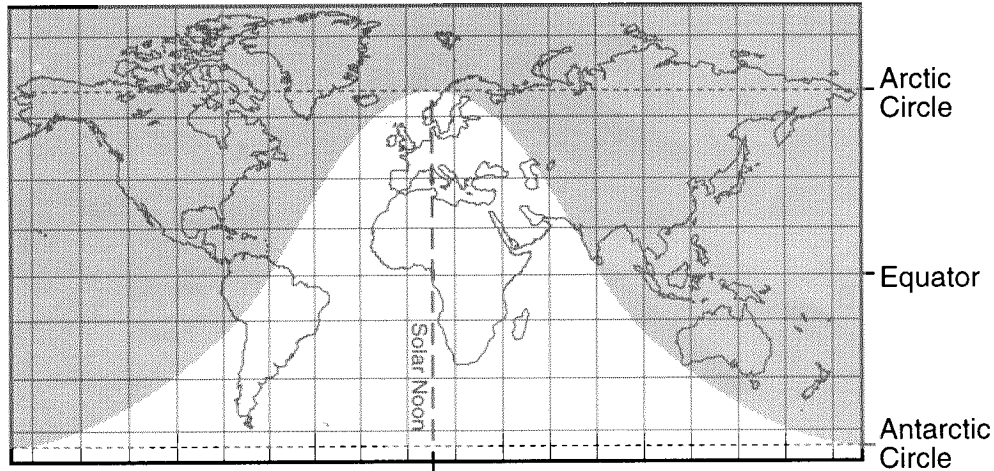 Arctic
Circle
Equator
Solar Noon
Antarctic
Circle